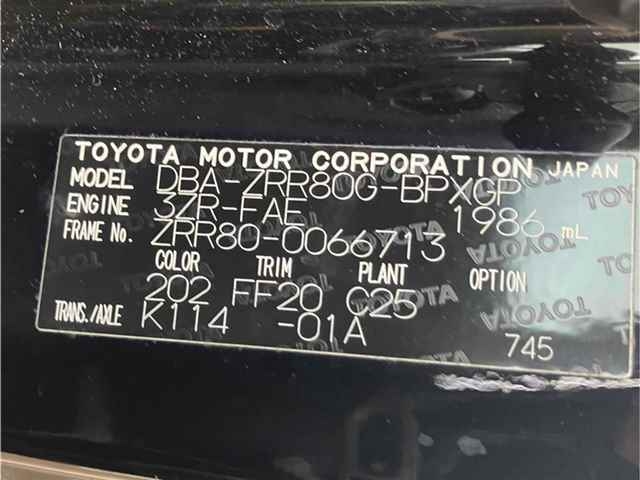 TOYOTA MOTOR CORPORATION JAPAN
MODEL DBA-ZRR80G-BPXGP
ENGINE 3ZR-FAE 1986 mL
FRAME No. ZRR80-0066713
COLOR TRIM PLANT OPTION
202 FF20 C25
TRANS./AXLE K114 -01A
745